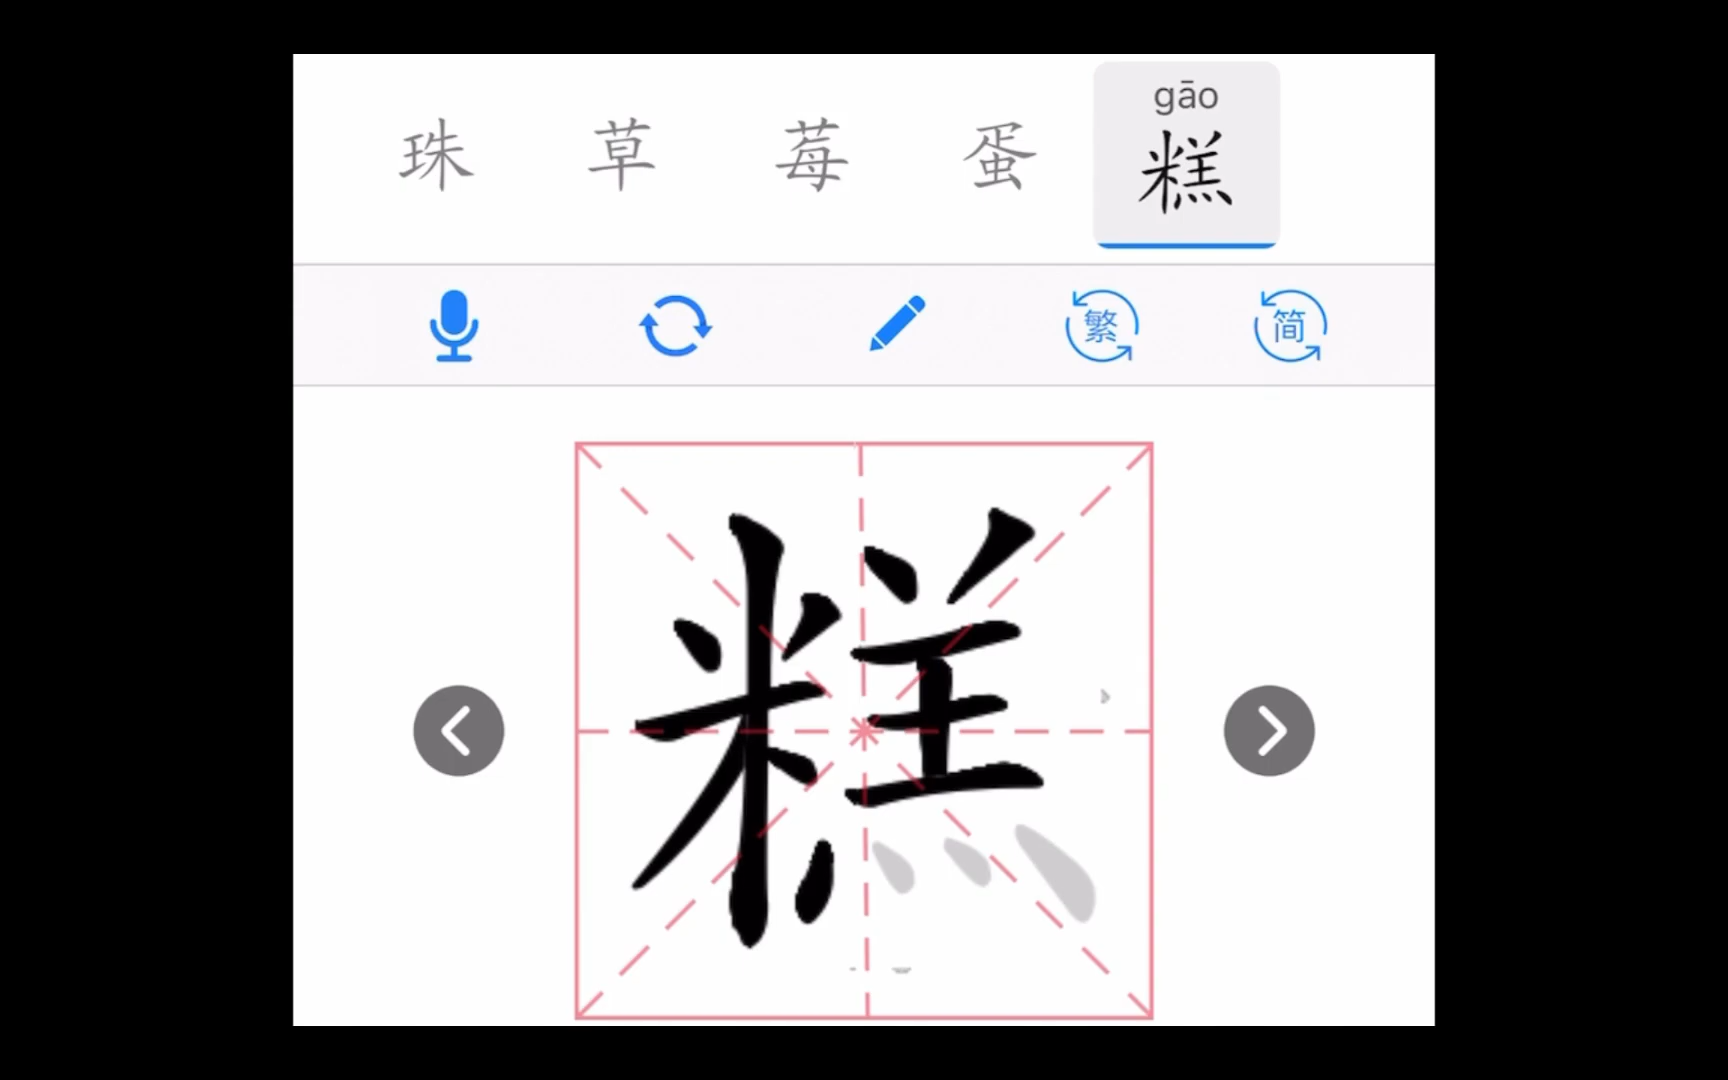 gāo
珠 草 莓 蛋 糕
繁 简
糕